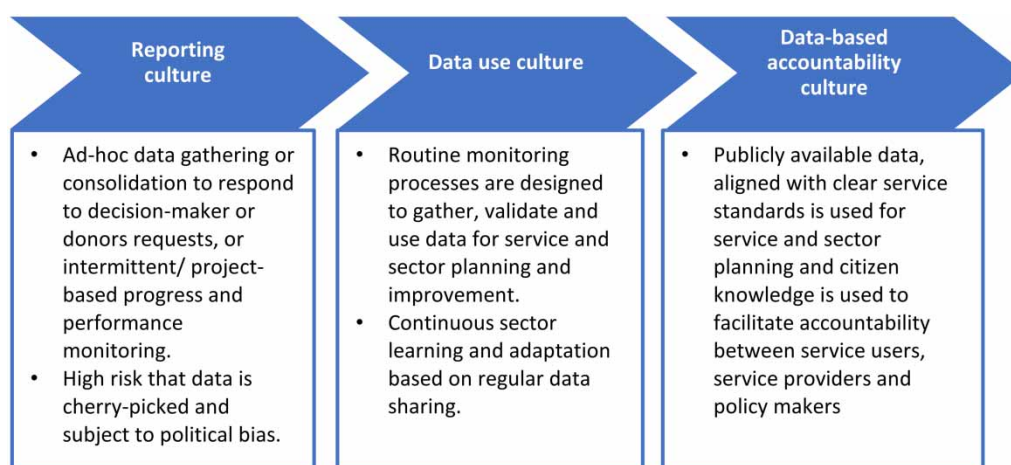 Reporting
culture
• Ad-hoc data gathering or
consolidation to respond
to decision-maker or
donors requests, or
intermittent/ project-
based progress and
performance
monitoring.
• High risk that data is
cherry-picked and
subject to political bias.
Data use culture
• Routine monitoring
processes are designed
to gather, validate and
use data for service and
sector planning and
improvement.
• Continuous sector
learning and adaptation
based on regular data
sharing.
Data-based
accountability
culture
• Publicly available data,
aligned with clear service
standards is used for
service and sector
planning and citizen
knowledge is used to
facilitate accountability
between service users,
service providers and
policy makers